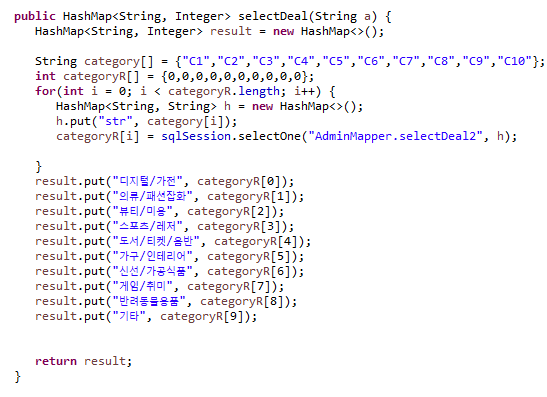 public HashMap<String, Integer> selectDeal(String a) {
HashMap<String, Integer> result = new HashMap<>();
String category[] = {"C1","C2","C3","C4","C5","C6","C7","C8","C9","C10"};
int categoryR[] = {0,0,0,0,0,0,0,0,0,0};
for(int i = 0; i < categoryR.length; i++) {
HashMap<String, String> h = new HashMap<>();
h.put("str", category[i]);
categoryR[i] = sqlSession.selectOne("AdminMapper.selectDeal2", h);
}
result.put("디지털/가전", categoryR[0]);
result.put("의류/패션잡화", categoryR[1]);
result.put("뷰티/미용", categoryR[2]);
result.put("스포츠/레저", categoryR[3]);
result.put("도서/티켓/음반", categoryR[4]);
result.put("가구/인테리어", categoryR[5]);
result.put("신선/가공식품", categoryR[6]);
result.put("게임/취미", categoryR[7]);
result.put("반려동물용품", categoryR[8]);
result.put("기타", categoryR[9]);
return result;
}